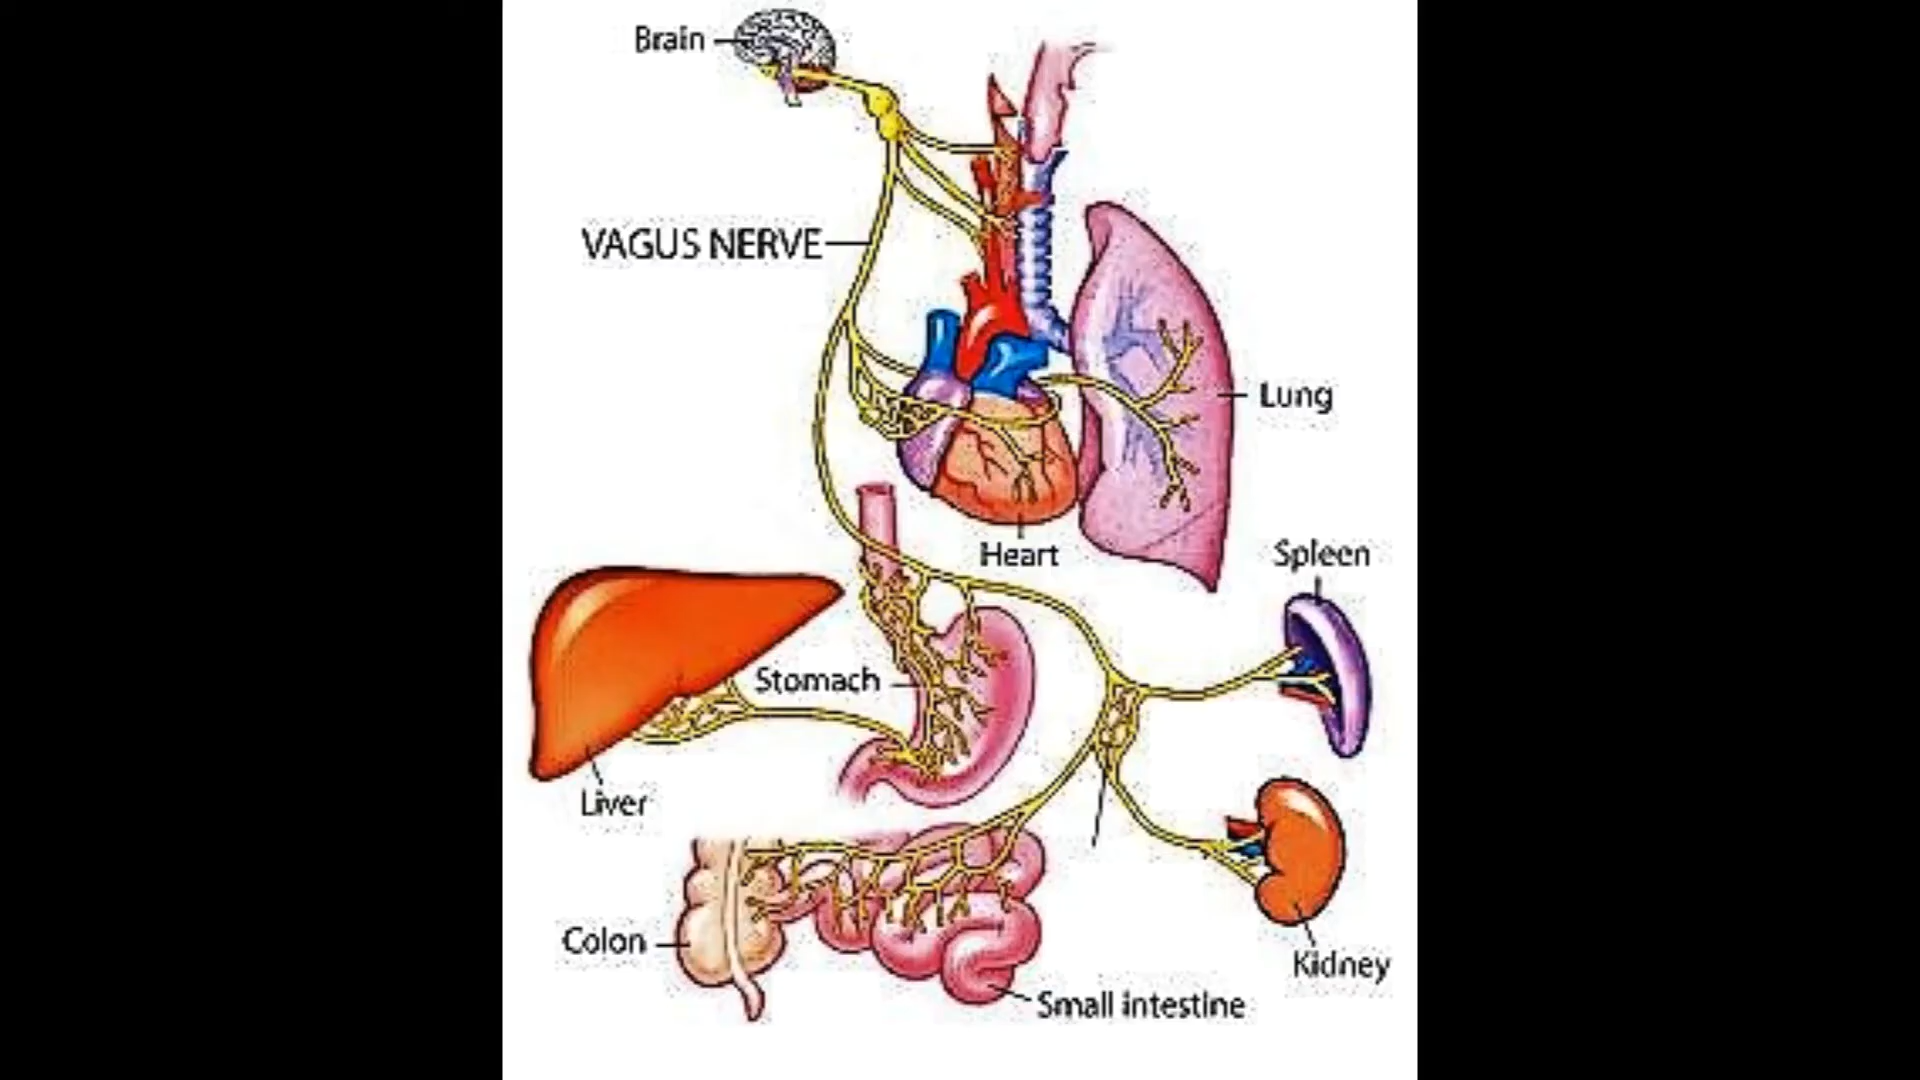 Brain
VAGUS NERVE
Lung
Heart
Spleen
Stomach
Liver
Colon
Kidney
Small intestine